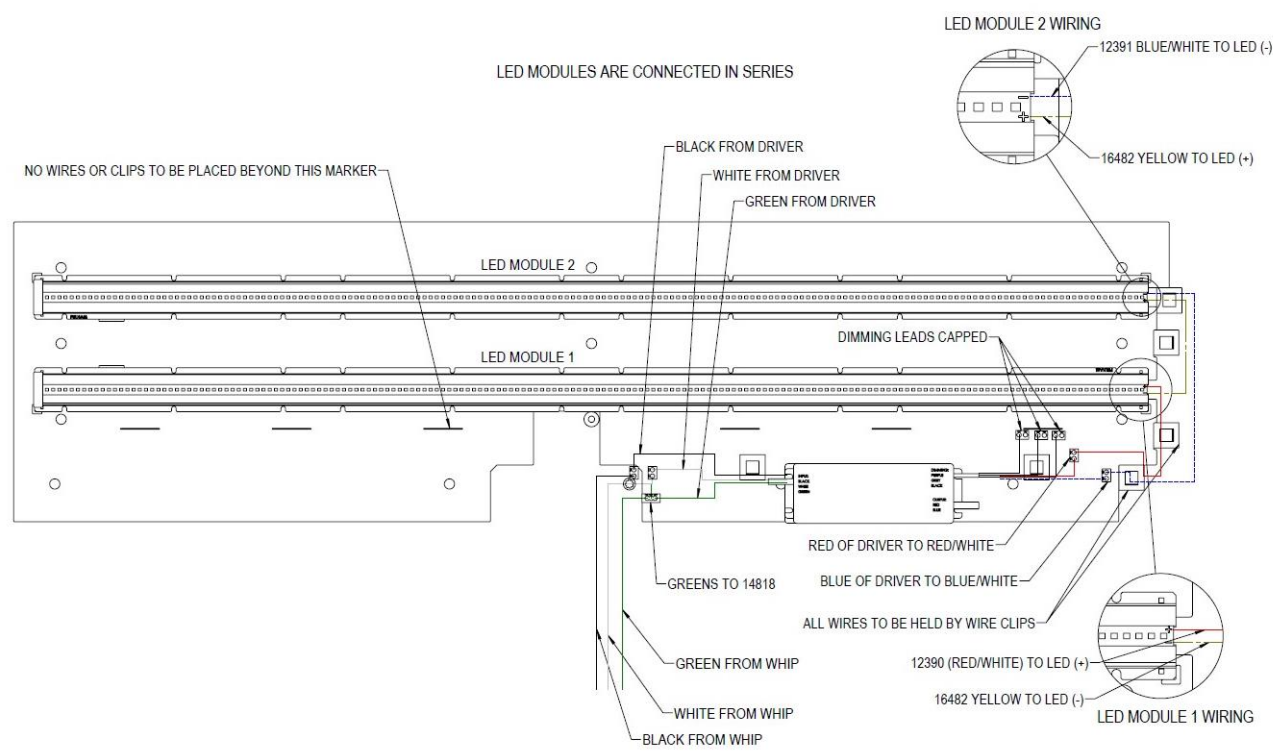 LED MODULE 2 WIRING
12391 BLUE/WHITE TO LED (-)
LED MODULES ARE CONNECTED IN SERIES
BLACK FROM DRIVER
16482 YELLOW TO LED (+)
NO WIRES OR CLIPS TO BE PLACED BEYOND THIS MARKER
WHITE FROM DRIVER
GREEN FROM DRIVER
LED MODULE 2
DIMMING LEADS CAPPED
LED MODULE 1
RED OF DRIVER TO RED/WHITE
GREENS TO 14818
BLUE OF DRIVER TO BLUE/WHITE
ALL WIRES TO BE HELD BY WIRE CLIPS
GREEN FROM WHIP
12390 (RED/WHITE) TO LED (+)
16482 YELLOW TO LED (-)
WHITE FROM WHIP
LED MODULE 1 WIRING
BLACK FROM WHIP